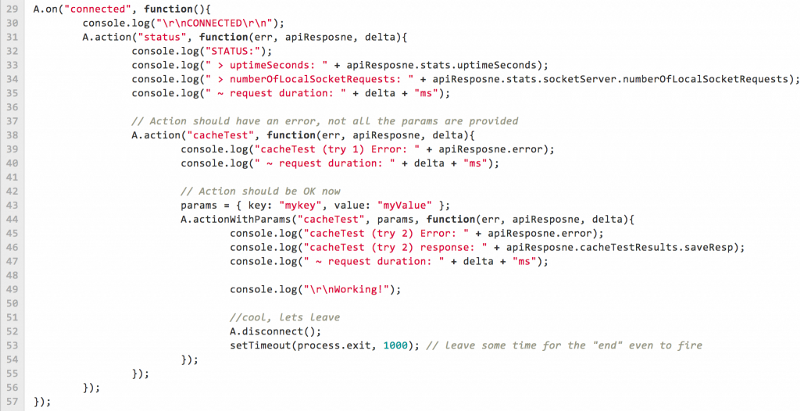 29 A.on("connected", function(){
30 console.log("\r\nCONNECTED\r\n");
31 A.action("status", function(err, apiResposne, delta){
32 console.log("STATUS:");
33 console.log(" > uptimeSeconds: " + apiResposne.stats.uptimeSeconds);
34 console.log(" > numberOfLocalSocketRequests: " + apiResposne.stats.socketServer.numberOfLocalSocketRequests);
35 console.log(" ~ request duration: " + delta + "ms");
36
37 // Action should have an error, not all the params are provided
38 A.action("cacheTest", function(err, apiResposne, delta){
39 console.log("cacheTest (try 1) Error: " + apiResposne.error);
40 console.log(" ~ request duration: " + delta + "ms");
41
42 // Action should be OK now
43 params = { key: "mykey", value: "myValue" };
44 A.actionWithParams("cacheTest", params, function(err, apiResposne, delta){
45 console.log("cacheTest (try 2) Error: " + apiResposne.error);
46 console.log("cacheTest (try 2) response: " + apiResposne.cacheTestResults.saveResp);
47 console.log(" ~ request duration: " + delta + "ms");
48
49 console.log("\r\nWorking!");
50
51 //cool, lets leave
52 A.disconnect();
53 setTimeout(process.exit, 1000); // leave some time for the "end" even to fire
54 });
55 });
56 });
57 });